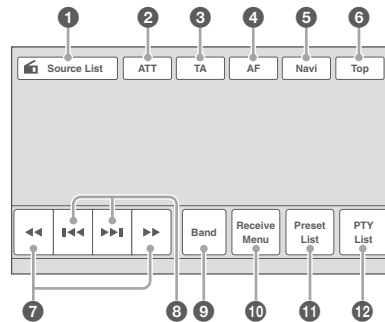 1 2 3 4 5 6
Source List ATT TA AF Navi Top
Band Receive Menu Preset List PTY List
7 8 9 10 11 12